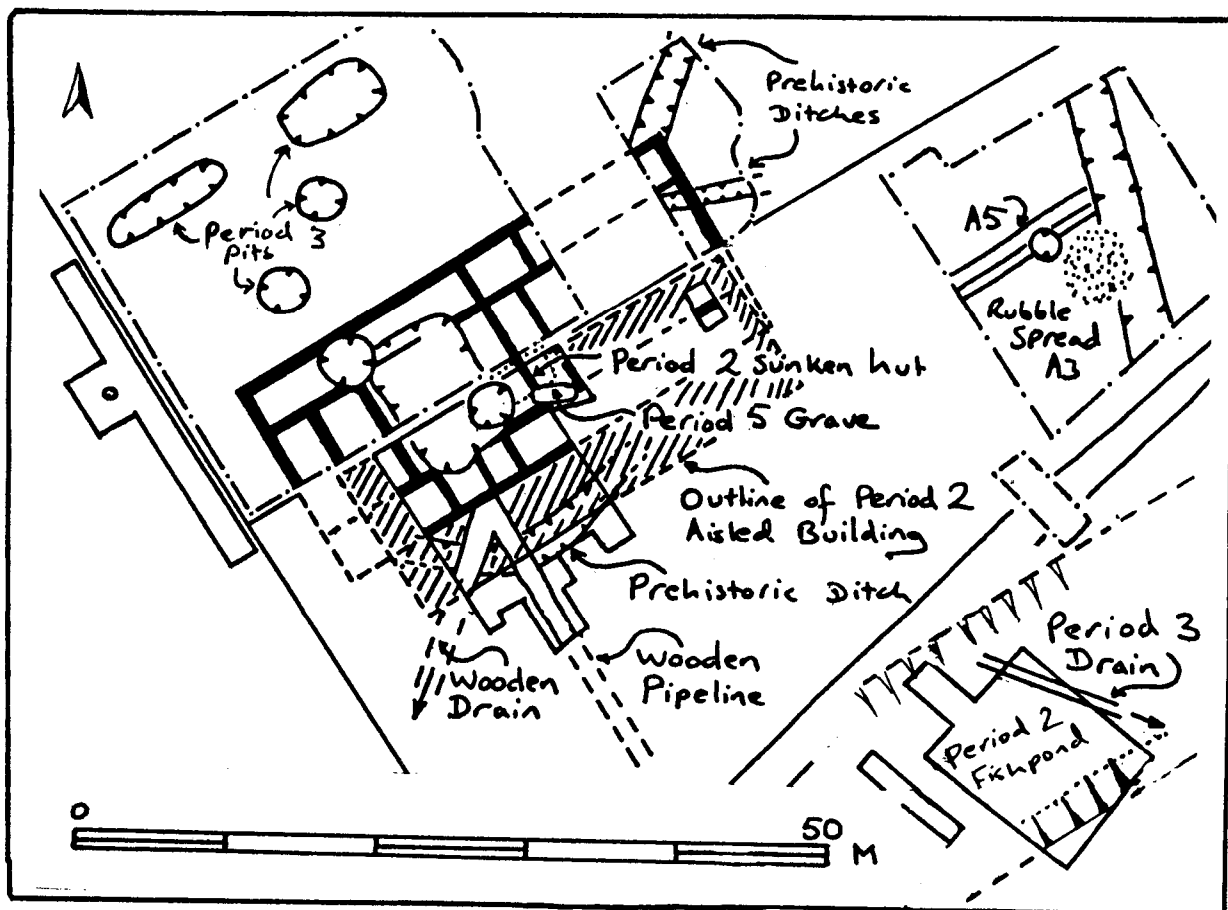 Prehistoric
Ditches
Period 3
Pits
A5
Rubble
Spread
A3
Period 2 Sunken hut
Period 5 Grave
Outline of Period 2
Aisled Building
Prehistoric Ditch
Wooden
Drain
Wooden
Pipeline
Period 3
Drain
Period 2
Fishpond
0
50
M